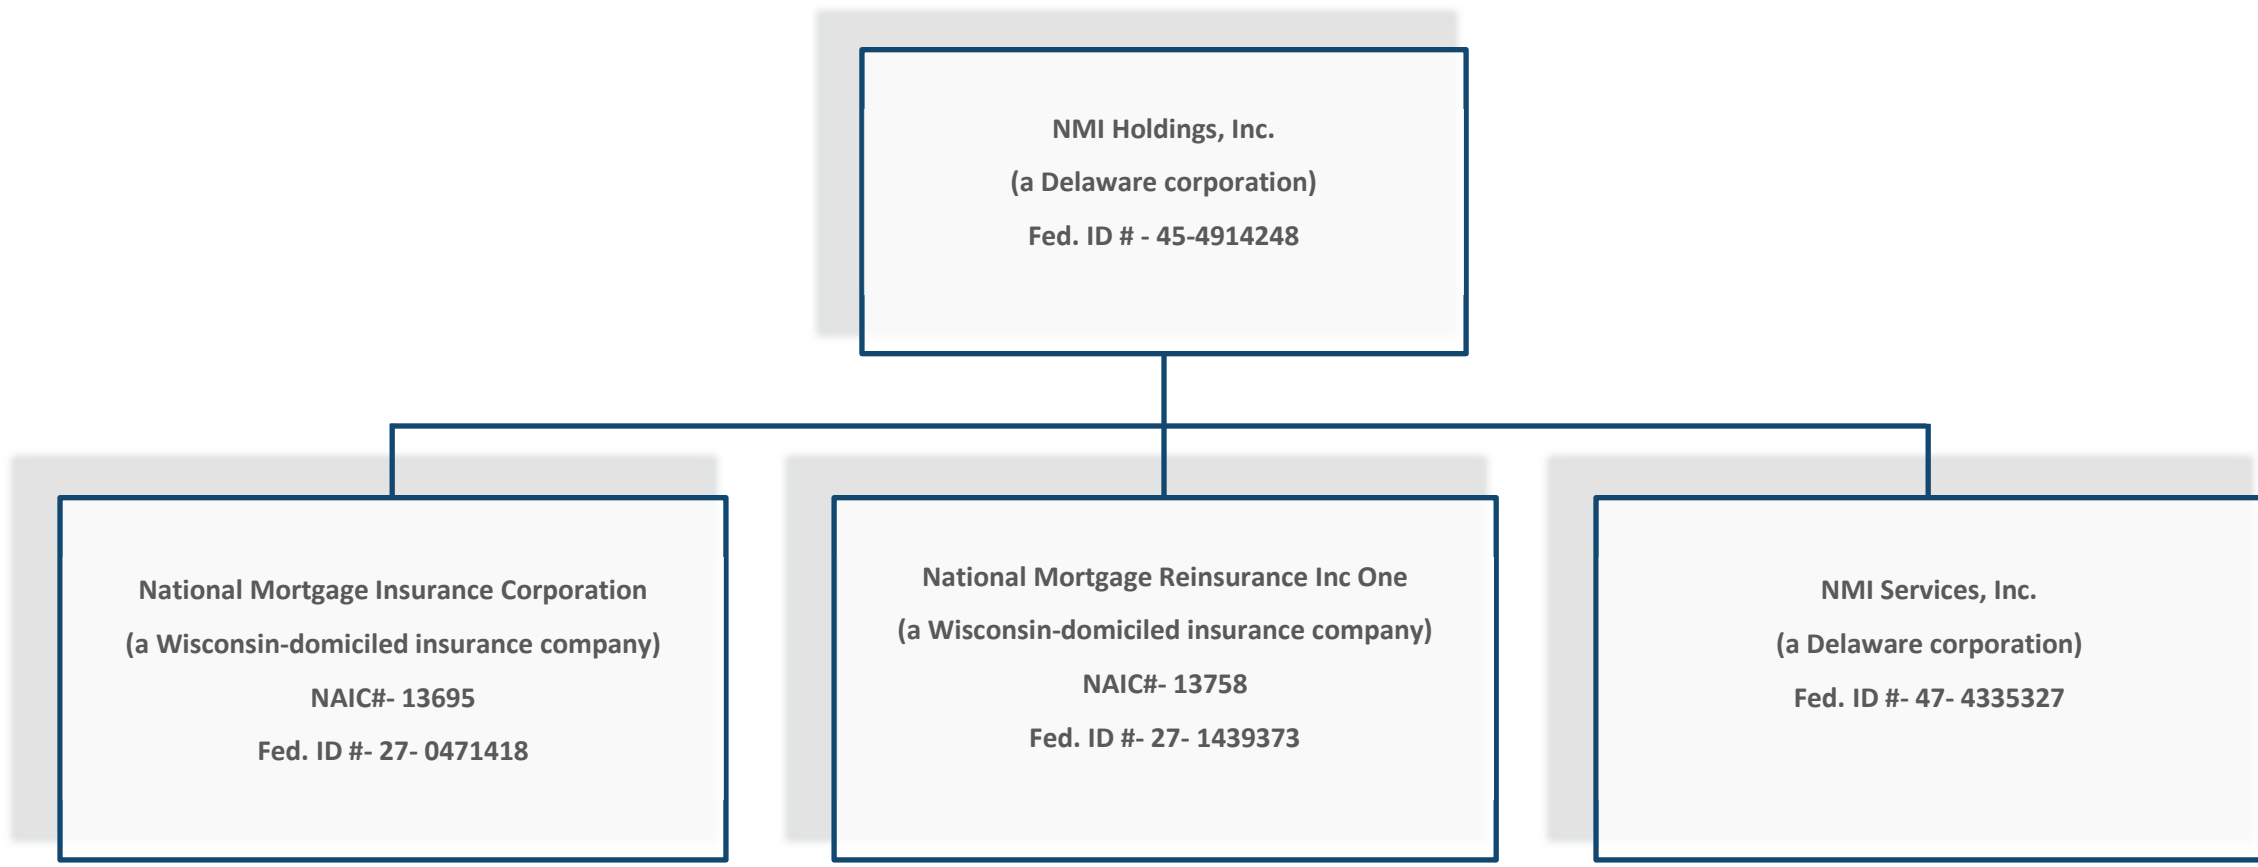 NMI Holdings, Inc.
(a Delaware corporation)
Fed. ID # - 45-4914248
National Mortgage Insurance Corporation
(a Wisconsin-domiciled insurance company)
NAIC#- 13695
Fed. ID #- 27- 0471418
National Mortgage Reinsurance Inc One
(a Wisconsin-domiciled insurance company)
NAIC#- 13758
Fed. ID #- 27- 1439373
NMI Services, Inc.
(a Delaware corporation)
Fed. ID #- 47- 4335327